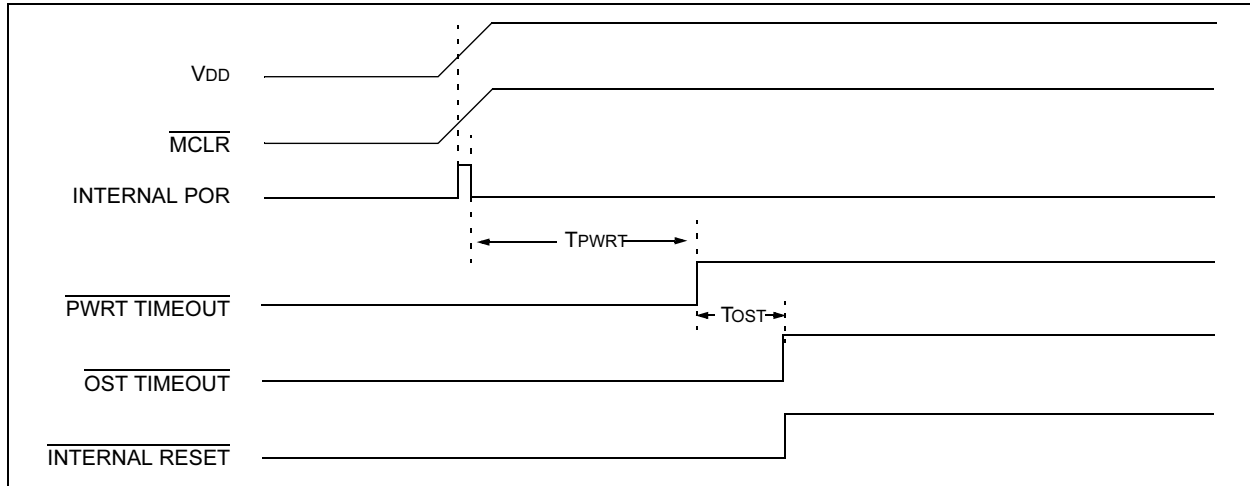 VDD
MCLR
INTERNAL POR
TPWRT
PWRT TIMEOUT
TOST
OST TIMEOUT
INTERNAL RESET